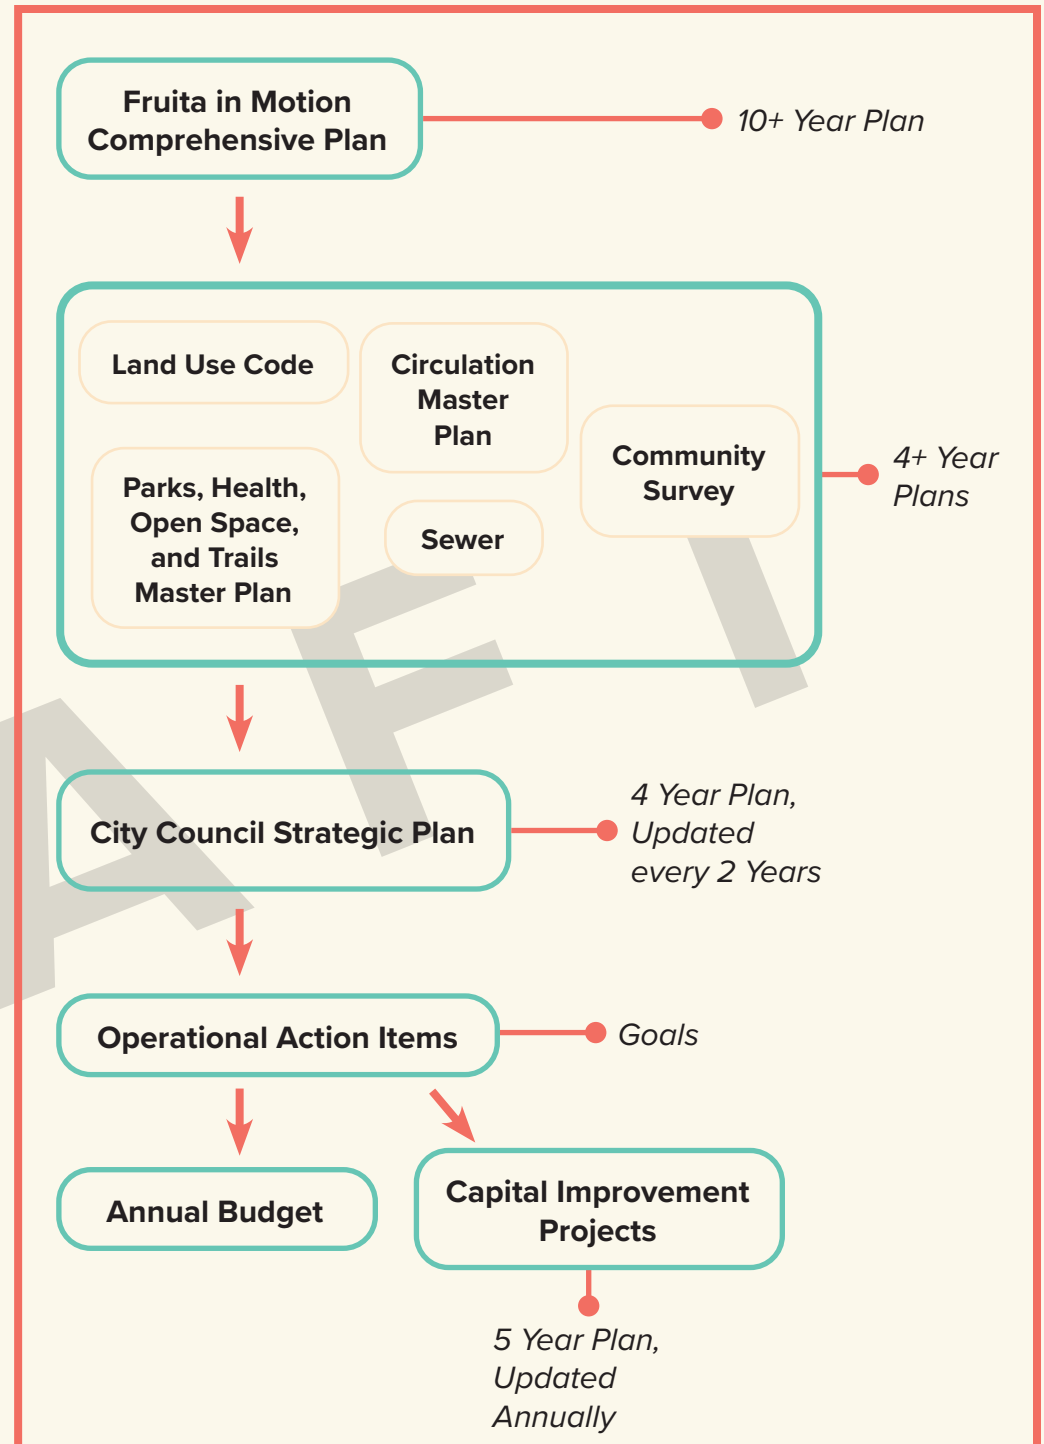 Fruita in Motion
Comprehensive Plan
10+ Year Plan
Land Use Code
Circulation
Master
Plan
Parks, Health,
Open Space,
and Trails
Master Plan
Sewer
Community
Survey
4+ Year
Plans
City Council Strategic Plan
4 Year Plan,
Updated
every 2 Years
Operational Action Items
Goals
Annual Budget
Capital Improvement
Projects
5 Year Plan,
Updated
Annually
AFT